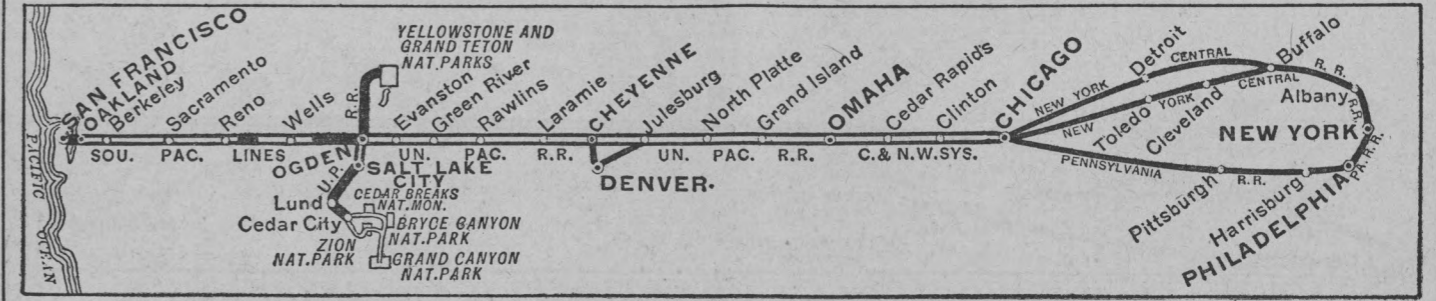 SAN FRANCISCO
OAKLAND
Berkeley
Sacramento
Reno
Wells
YELLOWSTONE AND
GRAND TETON
NAT. PARKS
R.R.
Evanston
Green River
Rawlins
Laramie
CHEYENNE
Julesburg
North Platte
Grand Island
OMAHA
Cedar Rapids
Clinton
CHICAGO
NEW YORK CENTRAL
Detroit
Buffalo
R. R.
NEW YORK CENTRAL
Toledo
Cleveland
Albany
R.R.
NEW YORK
PA. R.R.
PACIFIC OCEAN
SOU. PAC. LINES
OGDEN
UN. PAC. R.R.
UN. PAC. R.R.
C. & N.W. SYS.
PENNSYLVANIA R.R.
Pittsburgh
Harrisburg
PHILADELPHIA
DENVER.
SALT LAKE
CITY
U.P.
CEDAR BREAKS
NAT. MON.
Lund
Cedar City
BRYCE CANYON
NAT. PARK
ZION
NAT. PARK
GRAND CANYON
NAT. PARK